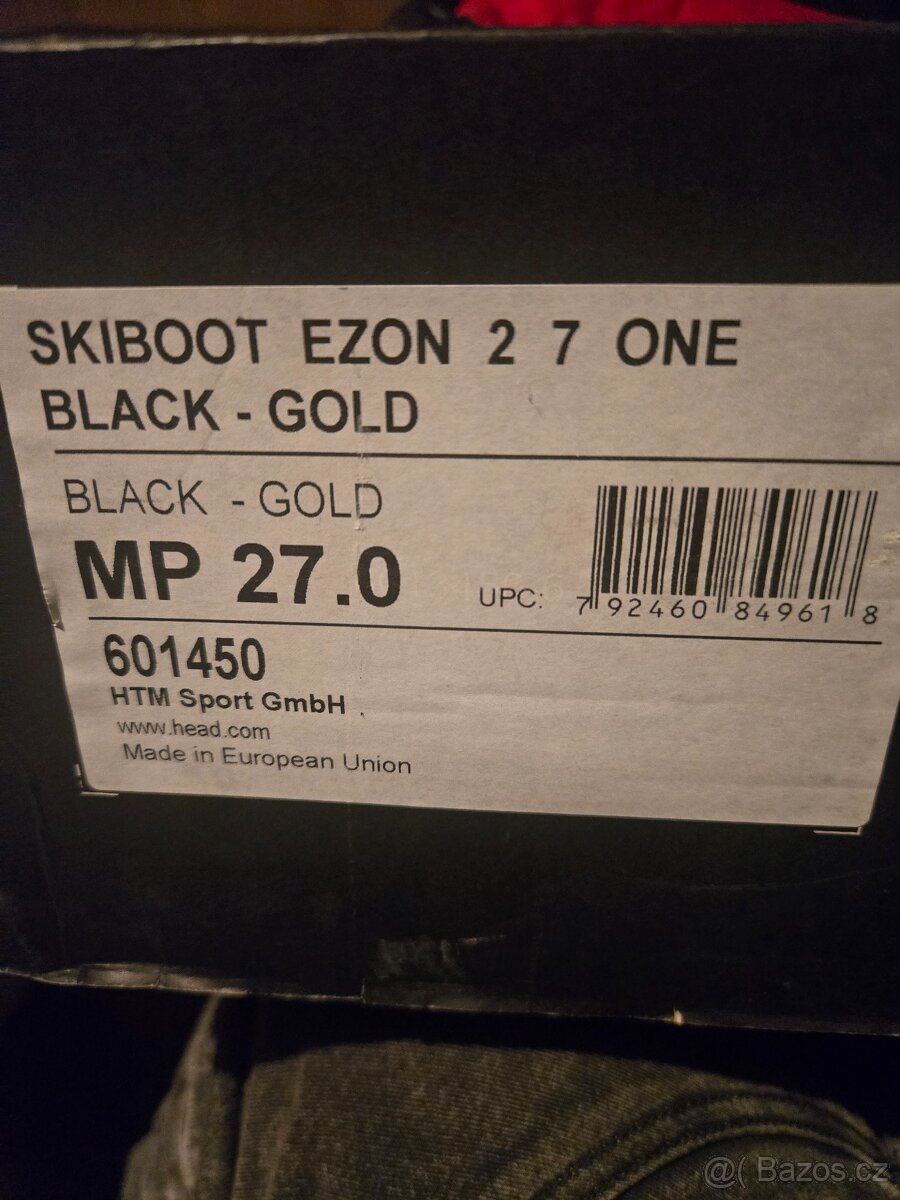 SKIBOOT EZON 2 7 ONE
BLACK - GOLD
BLACK - GOLD
MP 27.0
UPC: 7 92460 84961 8
601450
HTM Sport GmbH
www.head.com
Made in European Union
@( Bazos.cz